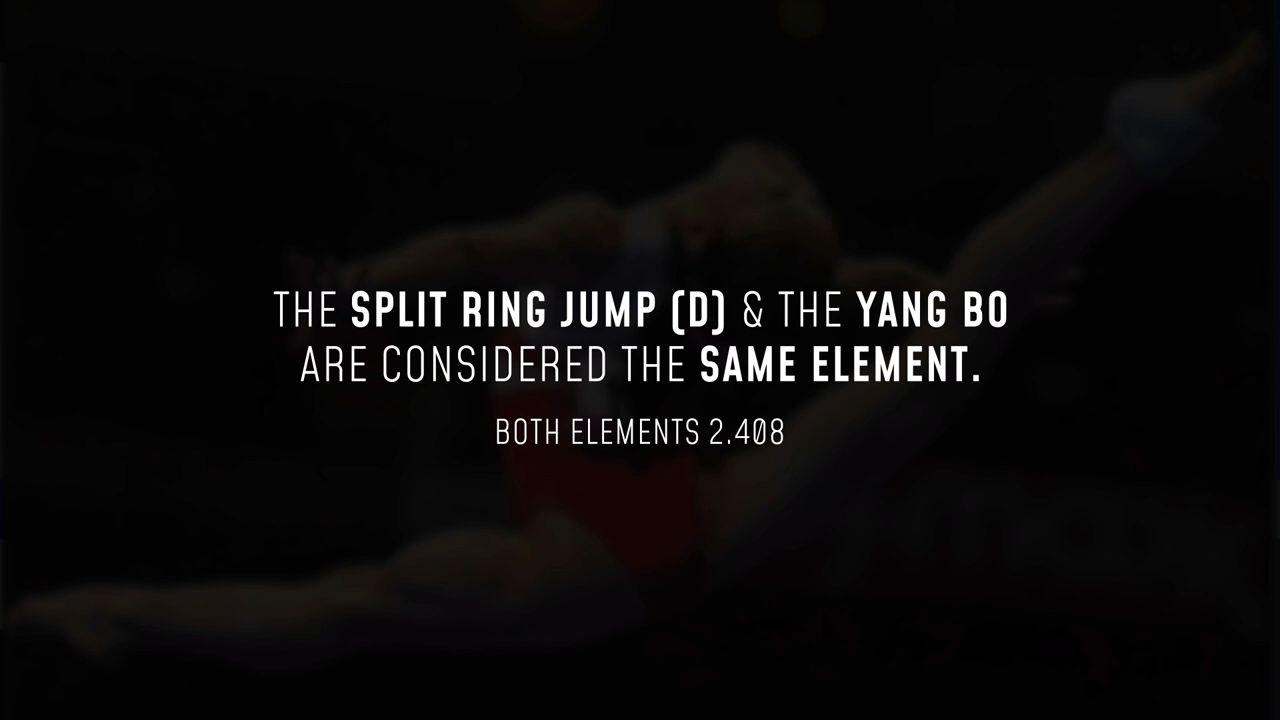 THE SPLIT RING JUMP (D) & THE YANG BO
ARE CONSIDERED THE SAME ELEMENT.
BOTH ELEMENTS 2.408